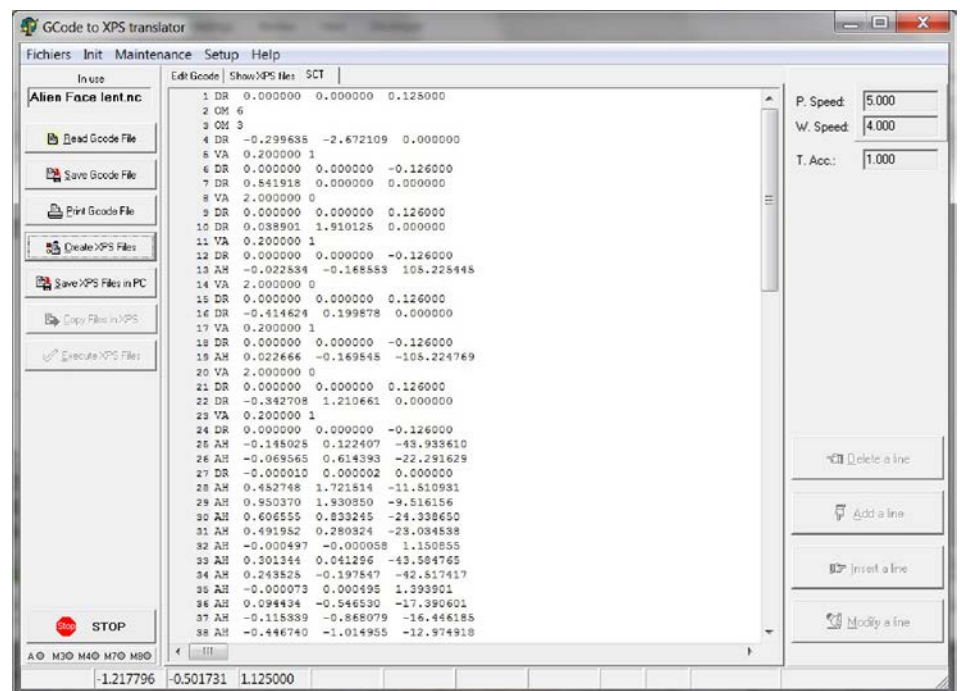 GCode to XPS translator
Fichiers Init Maintenance Setup Help
In use
Alien Face lent.nc
Read Gcode File
Save Gcode File
Print Gcode File
Create XPS Files
Save XPS Files in PC
Copy Files in XPS
Execute XPS Files
STOP
Stop
A M30 M40 M70 M80
Edit Gcode Show XPS files SCT
1 DR 0.000000 0.000000 0.125000
2 OM 6
3 OM 3
4 DR -0.299635 -2.672109 0.000000
5 VA 0.200000 1
6 DR 0.000000 0.000000 -0.126000
7 DR 0.541918 0.000000 0.000000
8 VA 2.000000 0
9 DR 0.000000 0.000000 0.126000
10 DR 0.038901 1.910125 0.000000
11 VA 0.200000 1
12 DR 0.000000 0.000000 -0.126000
13 AH -0.022534 -0.168553 105.225445
14 VA 2.000000 0
15 DR 0.000000 0.000000 0.126000
16 DR -0.414624 0.199878 0.000000
17 VA 0.200000 1
18 DR 0.000000 0.000000 -0.126000
19 AH 0.022666 -0.169545 -105.224769
20 VA 2.000000 0
21 DR 0.000000 0.000000 0.126000
22 DR -0.342708 1.210661 0.000000
23 VA 0.200000 1
24 DR 0.000000 0.000000 -0.126000
25 AH -0.145025 0.122407 -43.933610
26 AH -0.069565 0.614393 -22.291629
27 DR -0.000010 0.000002 0.000000
28 AH 0.452748 1.721514 -11.510931
29 AH 0.950370 1.930850 -9.516156
30 AH 0.606555 0.833245 -24.338650
31 AH 0.491952 0.280324 -23.034538
32 AH -0.000497 -0.000058 1.150855
33 AH 0.301344 0.041296 -43.584765
34 AH 0.243525 -0.197547 -42.517417
35 AH -0.000073 0.000495 1.393901
36 AH 0.094434 -0.546530 -17.390601
37 AH -0.115339 -0.868079 -16.446185
38 AH -0.446740 -1.014955 -12.974918
P. Speed: 5.000
W. Speed: 4.000
T. Acc.: 1.000
Delete a line
Add a line
Insert a line
Modify a line
-1.217796 -0.501731 1.125000